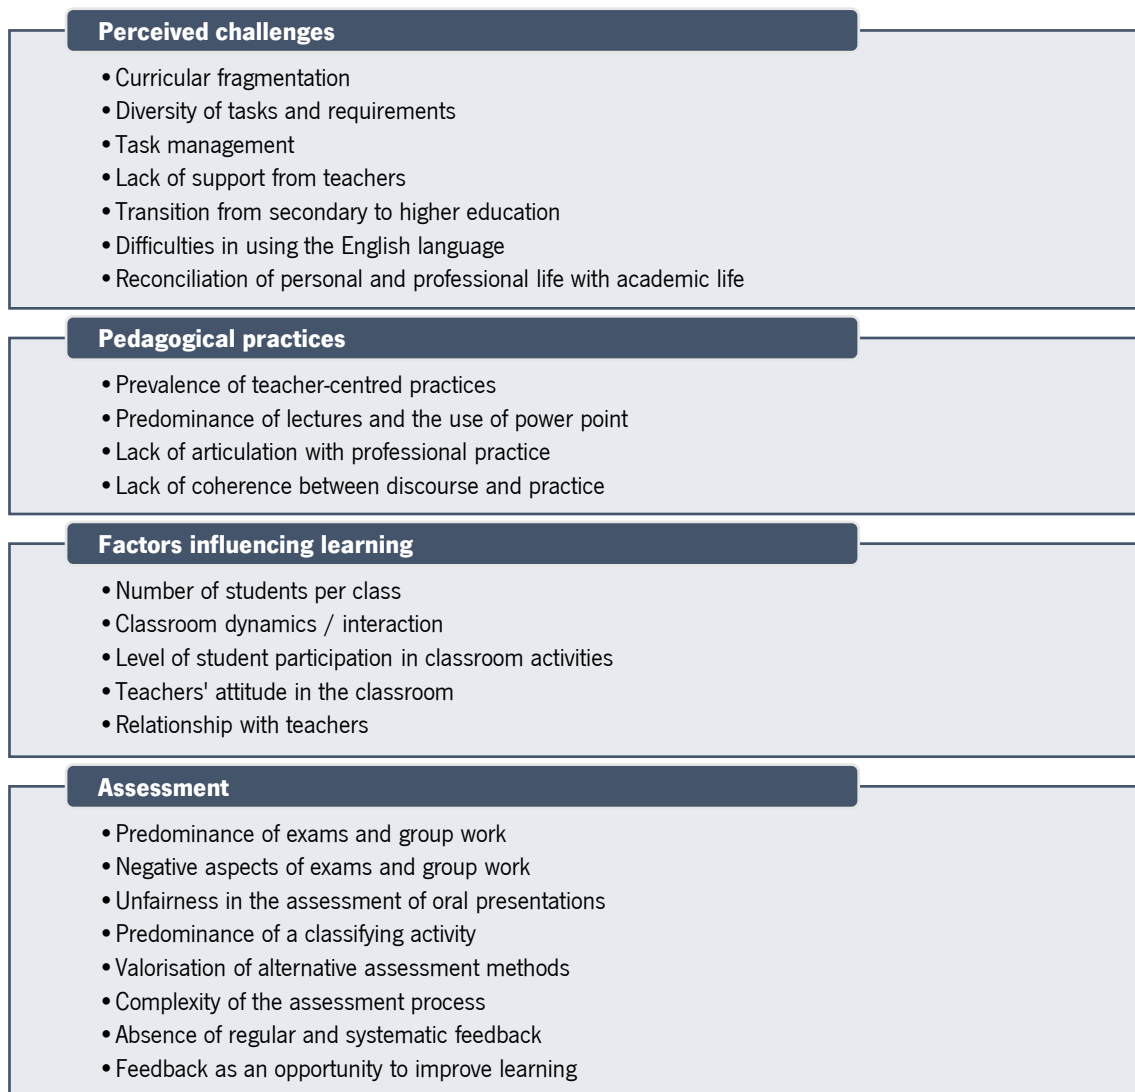 Perceived challenges
• Curricular fragmentation
• Diversity of tasks and requirements
• Task management
• Lack of support from teachers
• Transition from secondary to higher education
• Difficulties in using the English language
• Reconciliation of personal and professional life with academic life
Pedagogical practices
• Prevalence of teacher-centred practices
• Predominance of lectures and the use of power point
• Lack of articulation with professional practice
• Lack of coherence between discourse and practice
Factors influencing learning
• Number of students per class
• Classroom dynamics / interaction
• Level of student participation in classroom activities
• Teachers' attitude in the classroom
• Relationship with teachers
Assessment
• Predominance of exams and group work
• Negative aspects of exams and group work
• Unfairness in the assessment of oral presentations
• Predominance of a classifying activity
• Valorisation of alternative assessment methods
• Complexity of the assessment process
• Absence of regular and systematic feedback
• Feedback as an opportunity to improve learning